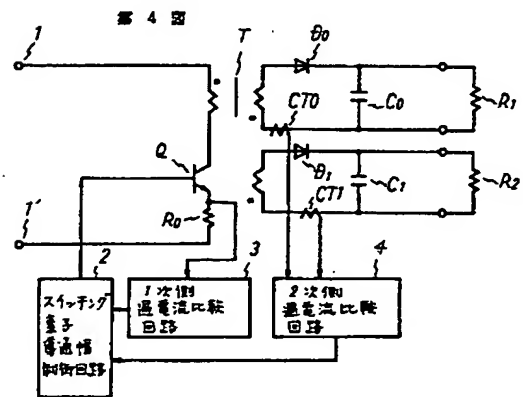 第 4 図
1
T
D0
CT0
C0
R1
Q
D1
CT1
C1
R2
R0
1'
2
3
4
スイッチング
素子
導通幅
制御回路
1次側
過電流比較
回路
2次側
過電流比較
回路